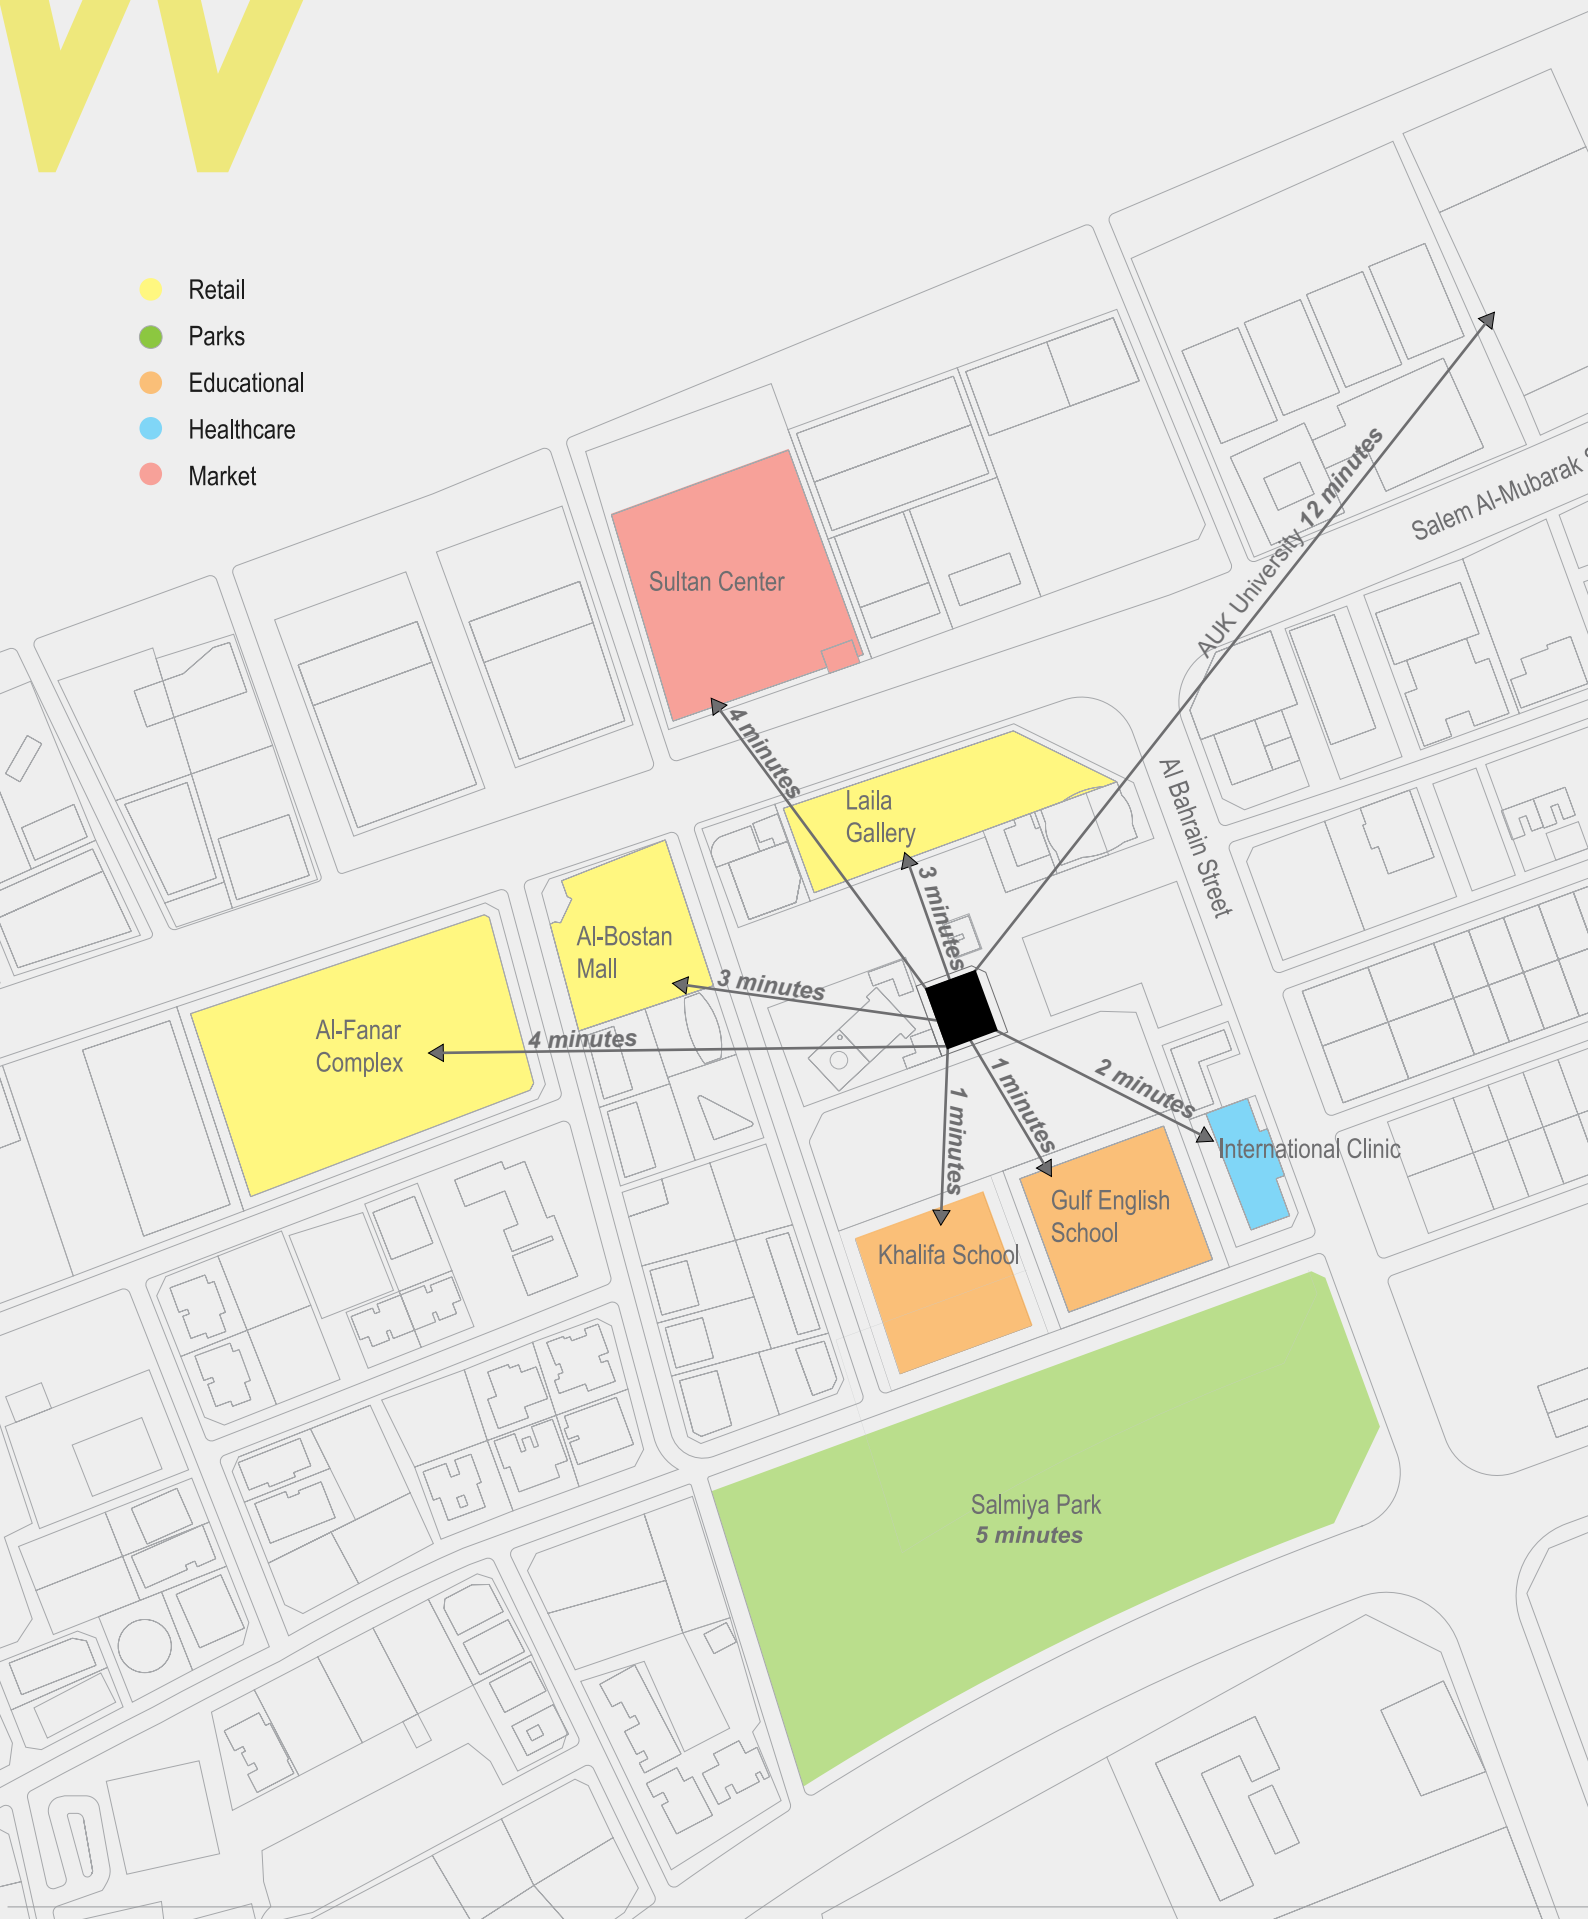 W
Retail
Parks
Educational
Healthcare
Market
AUK University 12 minutes
Salem Al-Mubarak
Sultan Center
4 minutes
Laila
Gallery
Al Bahrain Street
3 minutes
Al-Bostan
Mall
3 minutes
Al-Fanar
Complex
4 minutes
1 minutes
1 minutes
2 minutes
International Clinic
Gulf English
School
Khalifa School
Salmiya Park
5 minutes